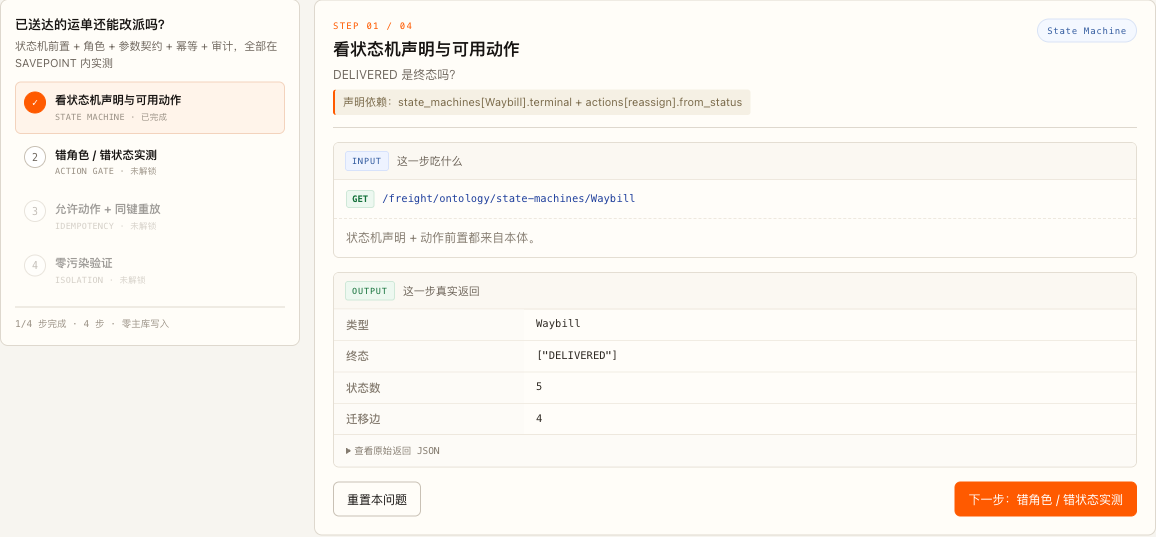 已送达的运单还能改派吗?
状态机前置 + 角色 + 参数契约 + 幂等 + 审计，全部在
SAVEPOINT 内实测
✓
看状态机声明与可用动作
STATE MACHINE · 已完成
2
错角色 / 错状态实测
ACTION GATE · 未解锁
3
允许动作 + 同键重放
IDEMPOTENCY · 未解锁
4
零污染验证
ISOLATION · 未解锁
1/4 步完成 · 4 步 · 零主库写入
STEP 01 / 04
State Machine
看状态机声明与可用动作
DELIVERED 是终态吗?
声明依赖: state_machines[Waybill].terminal + actions[reassign].from_status
INPUT 这一步吃什么
GET /freight/ontology/state-machines/Waybill
状态机声明 + 动作前置都来自本体。
OUTPUT 这一步真实返回
类型 Waybill
终态 ["DELIVERED"]
状态数 5
迁移边 4
▶ 查看原始返回 JSON
重置本问题
下一步: 错角色 / 错状态实测